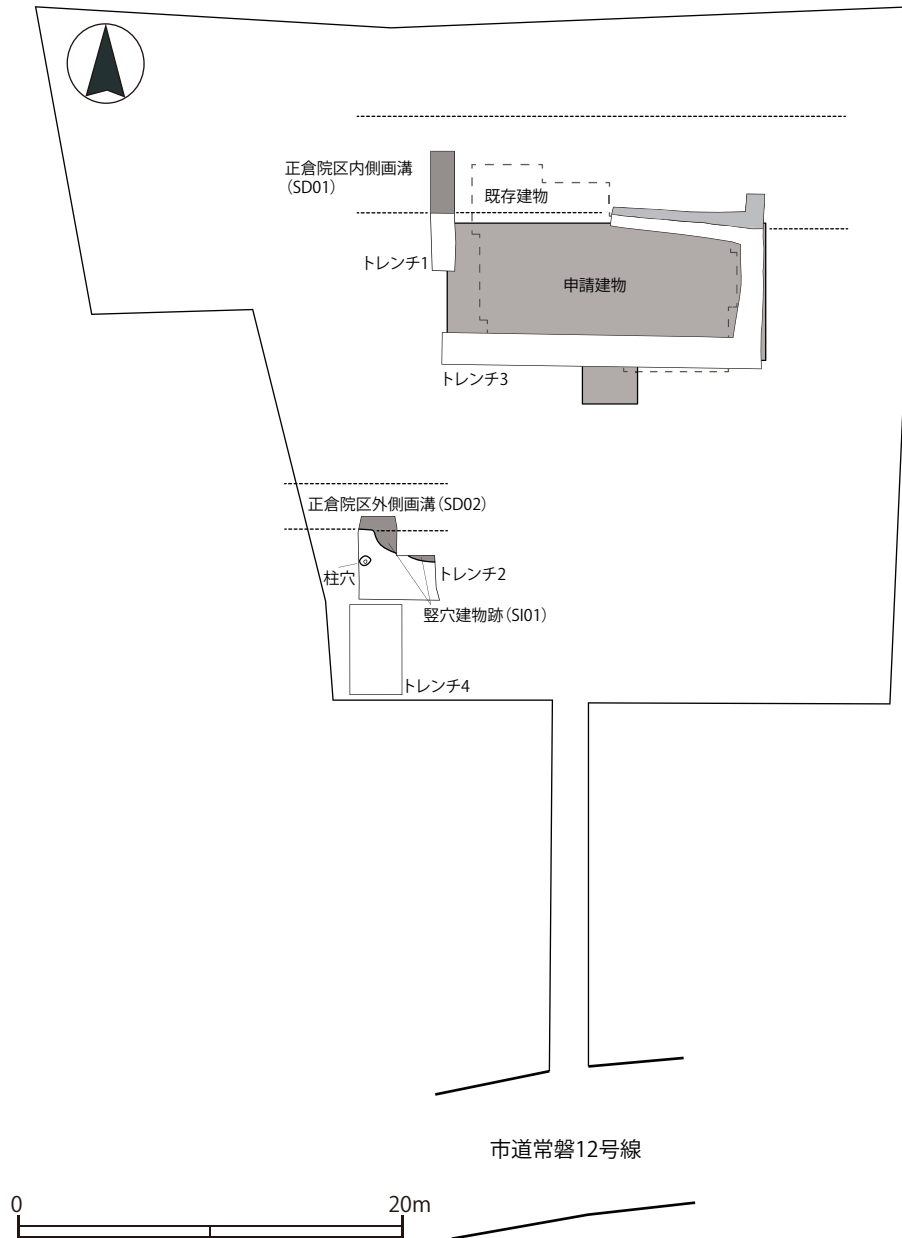 正倉院区内側画溝
(SD01)
既存建物
トレンチ1
申請建物
トレンチ3
正倉院区外側画溝(SD02)
柱穴
トレンチ2
竪穴建物跡(SI01)
トレンチ4
市道常磐12号線
0
20m